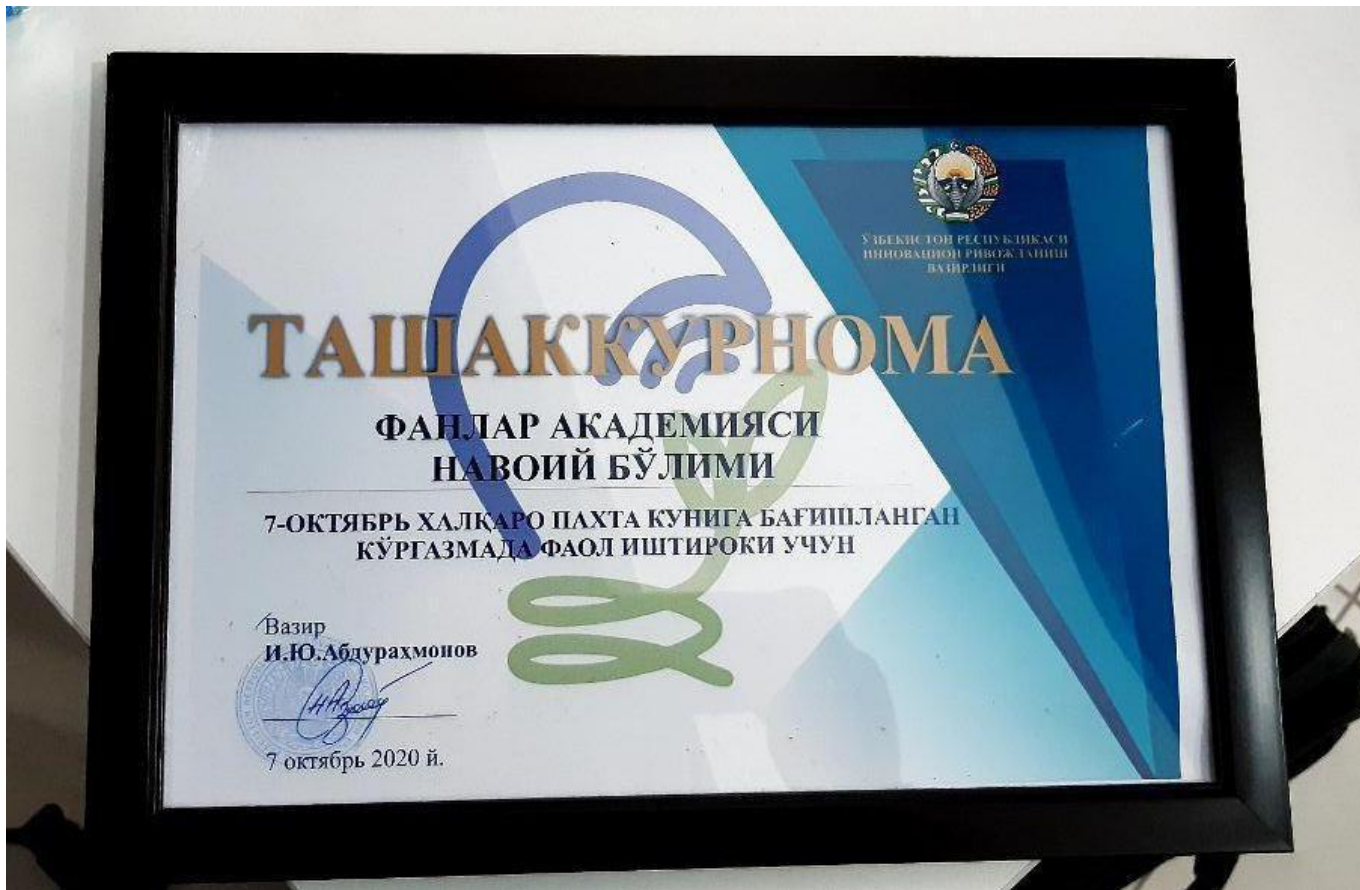 ЎЗБЕКИСТОН РЕСПУБЛИКАСИ
ИННОВАЦИОН РИВОЖЛАНИШ
ВАЗИРЛИГИ
ТАШАККУРНОМА
ФАНЛАР АКАДЕМИЯСИ
НАВОИЙ БЎЛИМИ
7-ОКТЯБРЬ ХАЛҚАРО ПАХТА КУНИГА БАҒИШЛАНГАН
КЎРГАЗМАДА ФАОЛ ИШТИРОКИ УЧУН
Вазир
И.Ю.Абдураҳмонов
7 октябрь 2020 й.